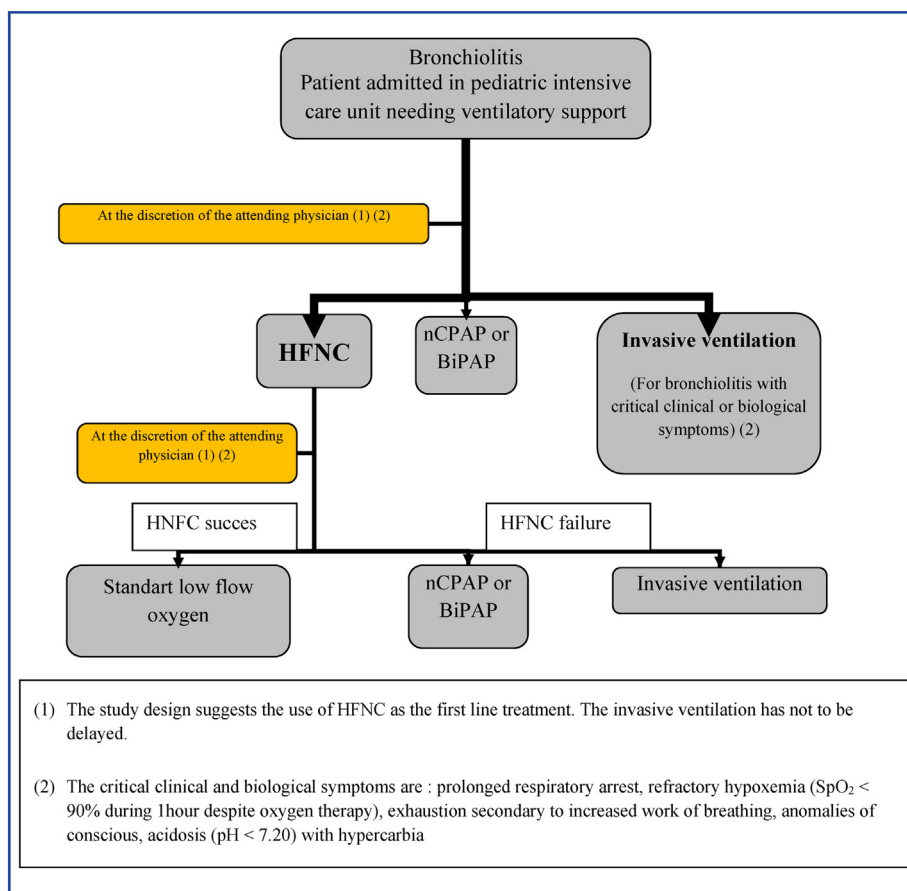 Bronchiolitis
Patient admitted in pediatric intensive
care unit needing ventilatory support
At the discretion of the attending physician (1) (2)
HFNC
nCPAP or
BiPAP
Invasive ventilation
(For bronchiolitis with
critical clinical or biological
symptoms) (2)
At the discretion of the attending
physician (1) (2)
HNFC succes
HFNC failure
Standart low flow
oxygen
nCPAP or
BiPAP
Invasive ventilation
(1) The study design suggests the use of HFNC as the first line treatment. The invasive ventilation has not to be
delayed.
(2) The critical clinical and biological symptoms are : prolonged respiratory arrest, refractory hypoxemia (SpO₂ <
90% during 1hour despite oxygen therapy), exhaustion secondary to increased work of breathing, anomalies of
conscious, acidosis (pH < 7.20) with hypercarbia